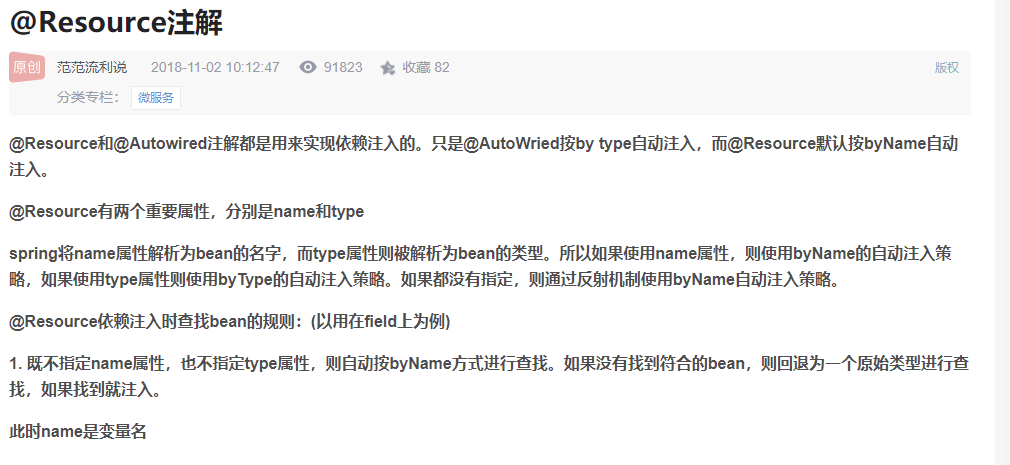 @Resource注解
原创 范范流利说 2018-11-02 10:12:47 91823 收藏 82 版权
分类专栏： 微服务
@Resource和@Autowired注解都是用来实现依赖注入的。只是@AutoWried按by type自动注入，而@Resource默认按byName自动
注入。
@Resource有两个重要属性，分别是name和type
spring将name属性解析为bean的名字，而type属性则被解析为bean的类型。所以如果使用name属性，则使用byName的自动注入策
略，如果使用type属性则使用byType的自动注入策略。如果都没有指定，则通过反射机制使用byName自动注入策略。
@Resource依赖注入时查找bean的规则：(以用在field上为例)
1. 既不指定name属性，也不指定type属性，则自动按byName方式进行查找。如果没有找到符合的bean，则回退为一个原始类型进行查
找，如果找到就注入。
此时name是变量名